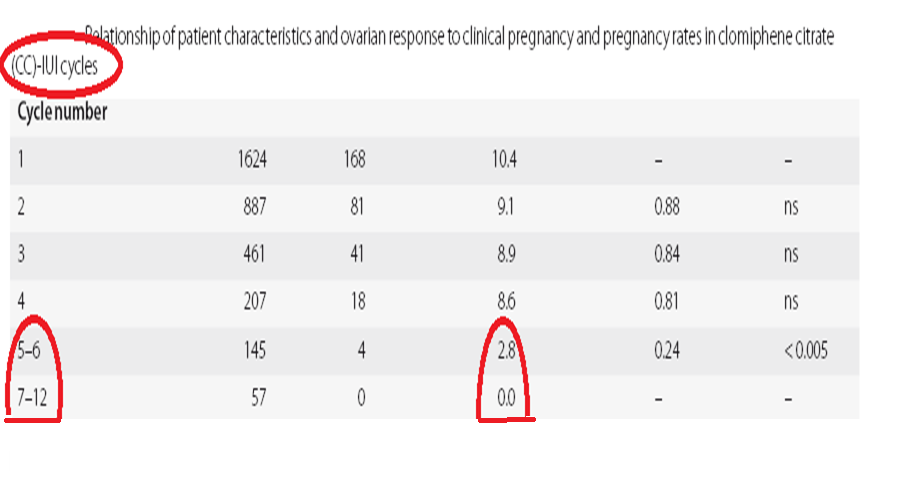 Relationship of patient characteristics and ovarian response to clinical pregnancy and pregnancy rates in clomiphene citrate
(CC)-IUI cycles
Cycle number
1 1624 168 10.4 – –
2 887 81 9.1 0.88 ns
3 461 41 8.9 0.84 ns
4 207 18 8.6 0.81 ns
5–6 145 4 2.8 0.24 <0.005
7–12 57 0 0.0 – –